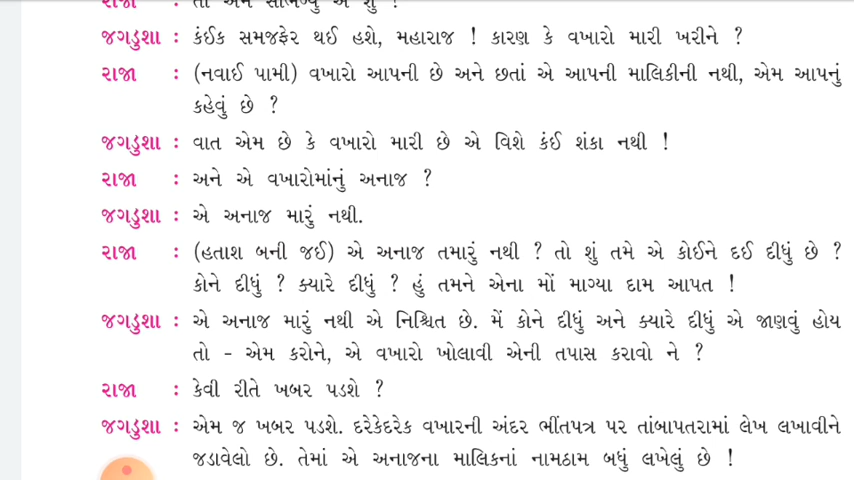 રાજા : તો એમ સાંભળ્યું એ શું !
જગડુશા : કંઈક સમજફેર થઈ હશે, મહારાજ ! કારણ કે વખારો મારી ખરીને ?
રાજા : (નવાઈ પામી) વખારો આપની છે અને છતાં એ આપની માલિકીની નથી, એમ આપનું
કહેવું છે ?
જગડુશા : વાત એમ છે કે વખારો મારી છે એ વિશે કંઈ શંકા નથી !
રાજા : અને એ વખારોમાંનું અનાજ ?
જગડુશા : એ અનાજ મારું નથી.
રાજા : (હતાશ બની જઈ) એ અનાજ તમારું નથી ? તો શું તમે એ કોઈને દઈ દીધું છે ?
કોને દીધું ? ક્યારે દીધું ? હું તમને એના મોં માગ્યા દામ આપત !
જગડુશા : એ અનાજ મારું નથી એ નિશ્ચિત છે. મેં કોને દીધું અને ક્યારે દીધું એ જાણવું હોય
તો - એમ કરોને, એ વખારો ખોલાવી એની તપાસ કરાવો ને ?
રાજા : કેવી રીતે ખબર પડશે ?
જગડુશા : એમ જ ખબર પડશે. દરેકેદરેક વખારની અંદર ભીંતપત્ર પર તાંબાપતરામાં લેખ લખાવીને
જડાવેલો છે. તેમાં એ અનાજના માલિકનાં નામઠામ બધું લખેલું છે !